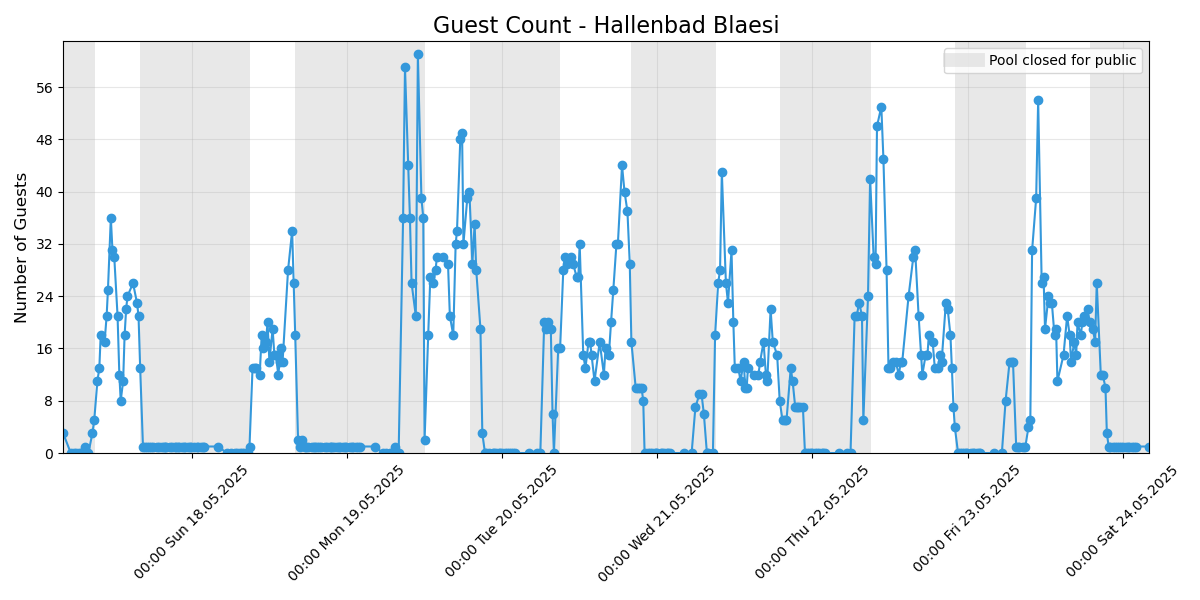 Guest Count - Hallenbad Blaesi
Pool closed for public
Number of Guests
56
48
40
32
24
16
8
0
00:00 Sun 18.05.2025
00:00 Mon 19.05.2025
00:00 Tue 20.05.2025
00:00 Wed 21.05.2025
00:00 Thu 22.05.2025
00:00 Fri 23.05.2025
00:00 Sat 24.05.2025